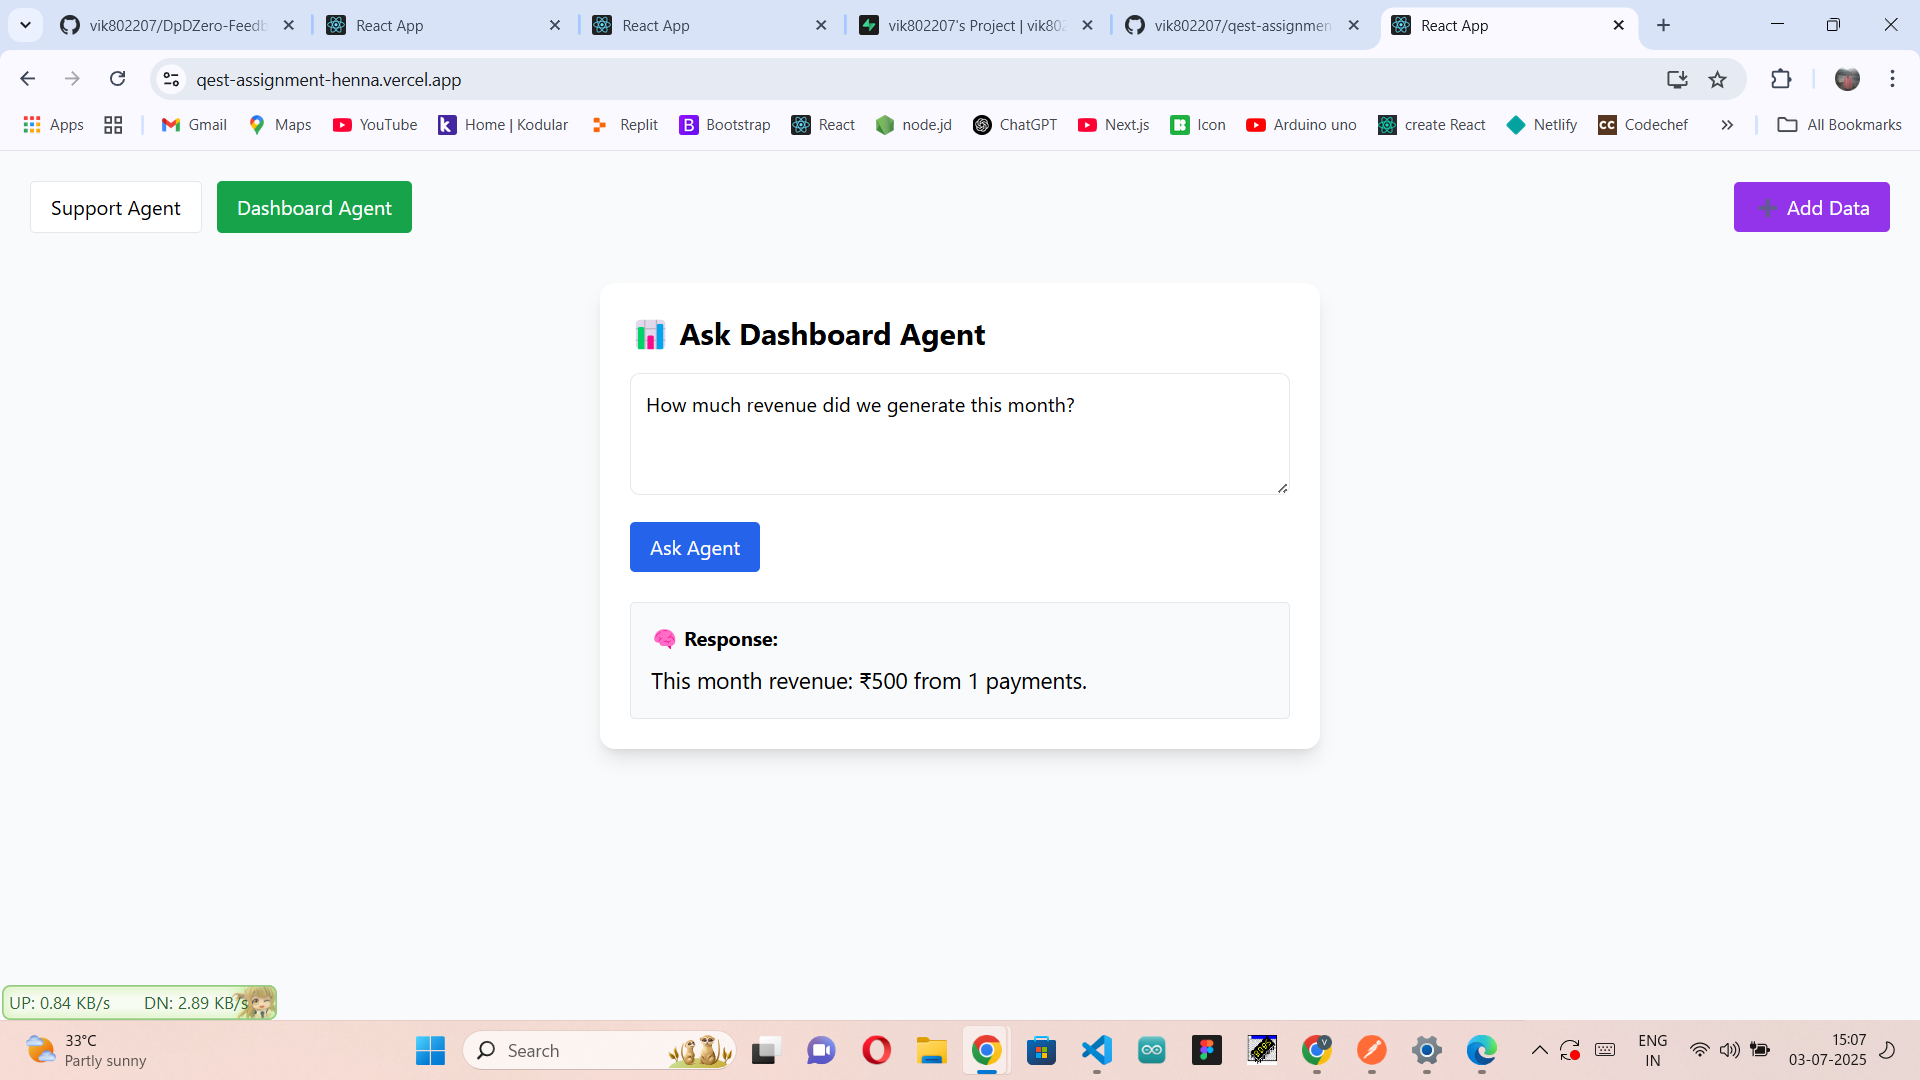 vik802207/DpDZero-Feedb
React App
React App
vik802207's Project | vik802
vik802207/qest-assignmen
React App
qest-assignment-henna.vercel.app
Apps
Gmail
Maps
YouTube
Home | Kodular
Replit
Bootstrap
React
node.jd
ChatGPT
Next.js
Icon
Arduino uno
create React
Netlify
Codechef
All Bookmarks
Support Agent
Dashboard Agent
➕ Add Data
📊 Ask Dashboard Agent
How much revenue did we generate this month?
Ask Agent
🧠 Response:
This month revenue: ₹500 from 1 payments.
UP: 0.84 KB/s DN: 2.89 KB/s
33°C
Partly sunny
Search
ENG
IN
15:07
03-07-2025